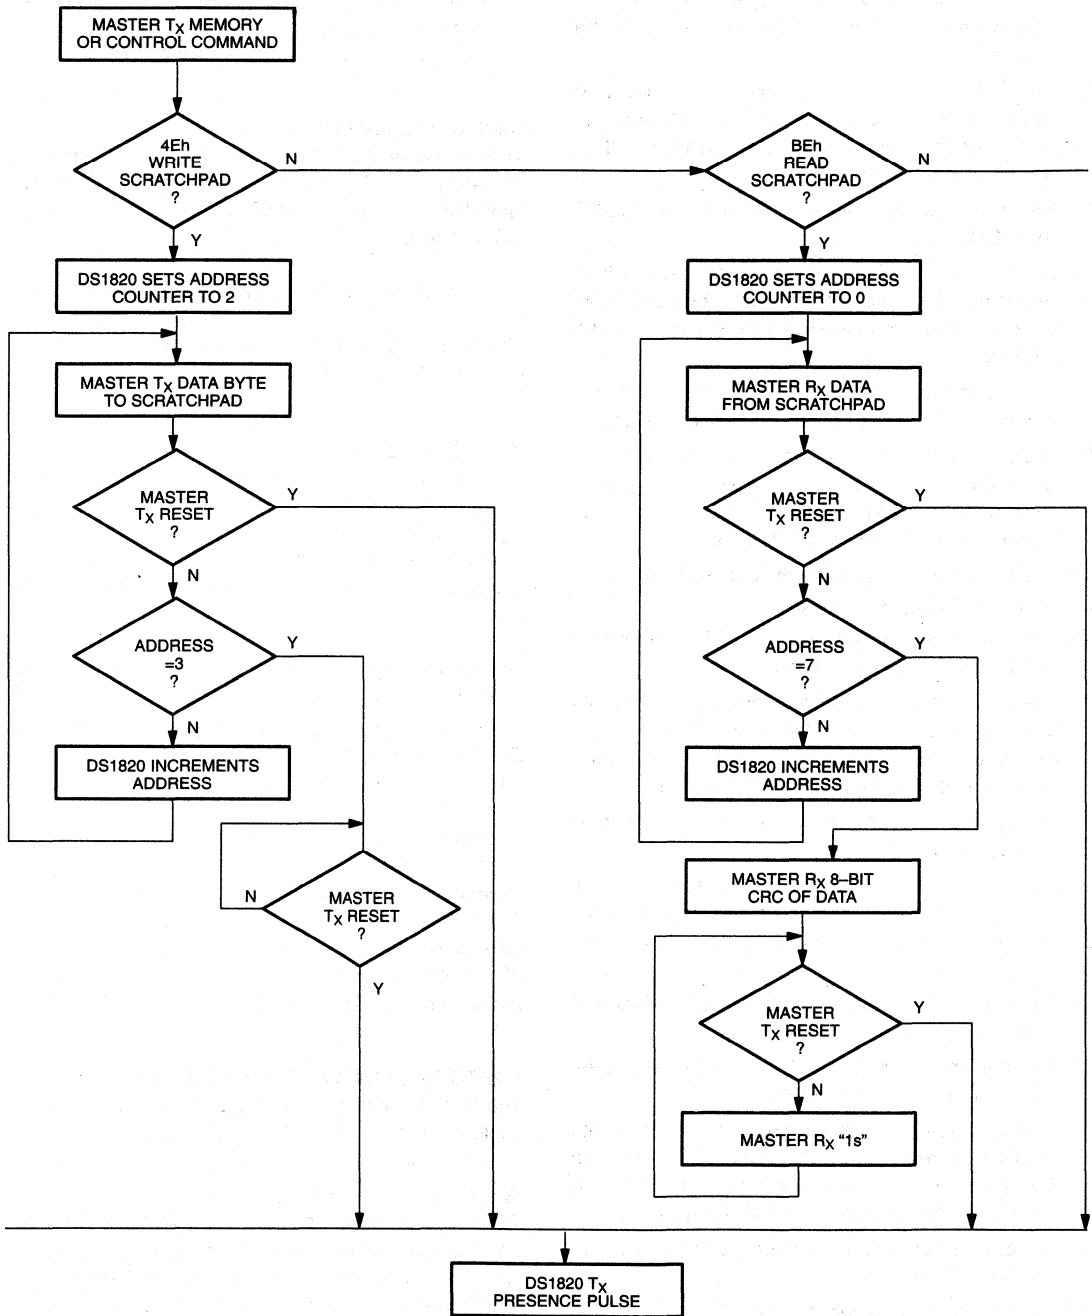 MASTER TX MEMORY
OR CONTROL COMMAND
4Eh
WRITE
SCRATCHPAD
?
N
Y
DS1820 SETS ADDRESS
COUNTER TO 2
MASTER TX DATA BYTE
TO SCRATCHPAD
MASTER
TX RESET
?
Y
N
ADDRESS
=3
?
Y
N
DS1820 INCREMENTS
ADDRESS
MASTER
TX RESET
?
N
Y
BEh
READ
SCRATCHPAD
?
N
Y
DS1820 SETS ADDRESS
COUNTER TO 0
MASTER RX DATA
FROM SCRATCHPAD
MASTER
TX RESET
?
Y
N
ADDRESS
=7
?
Y
N
DS1820 INCREMENTS
ADDRESS
MASTER RX 8–BIT
CRC OF DATA
MASTER
TX RESET
?
Y
N
MASTER RX “1s”
DS1820 TX
PRESENCE PULSE